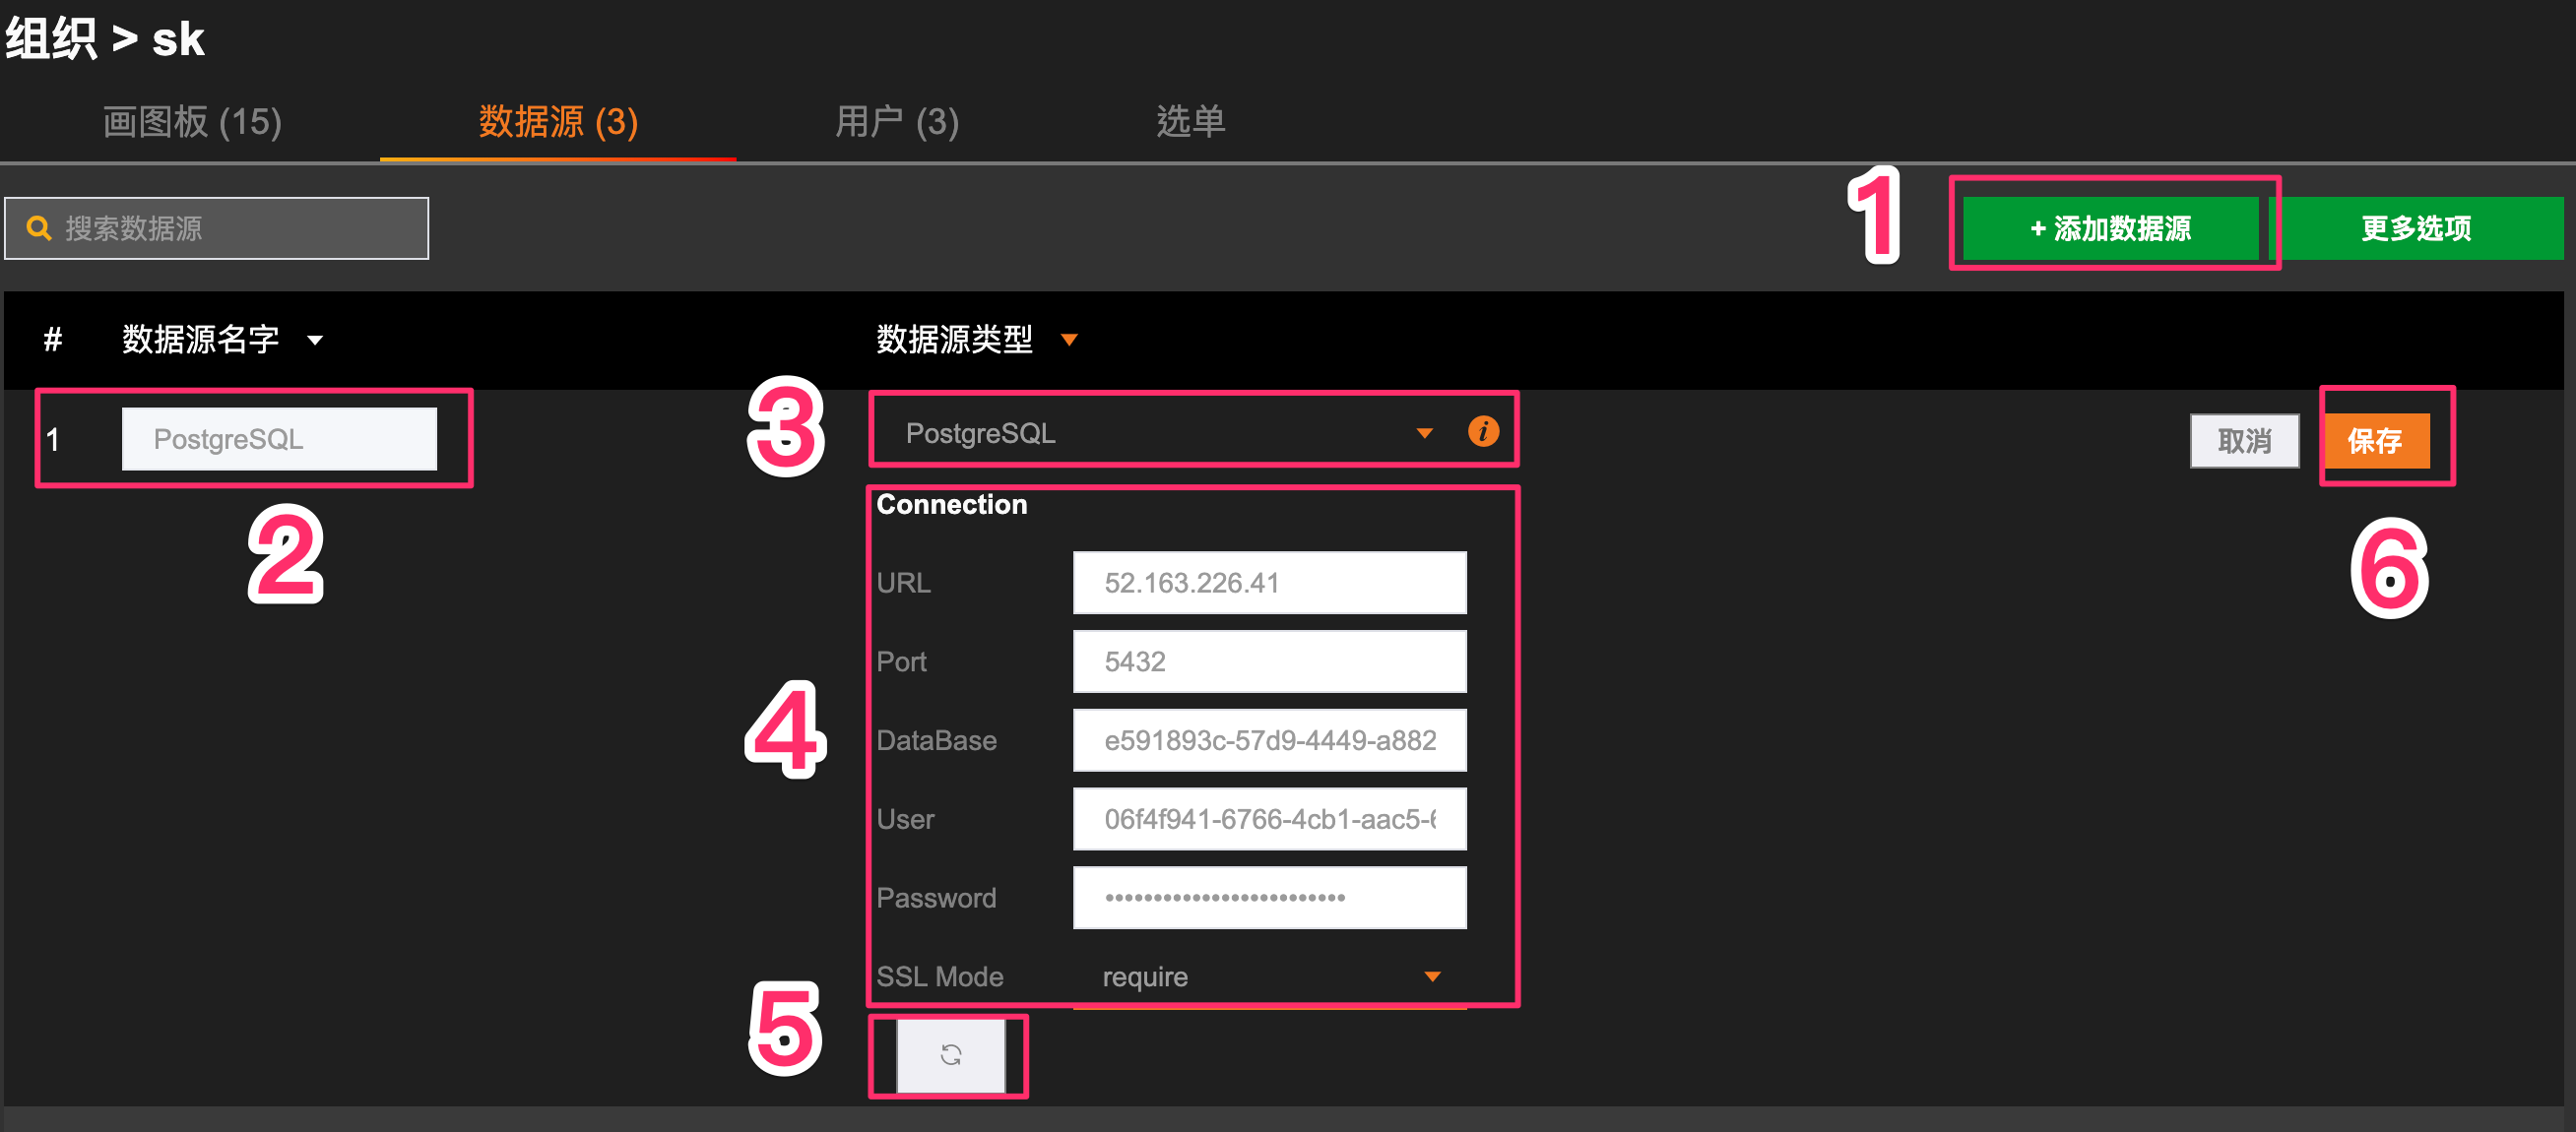 组织 > sk
画图板 (15) 数据源 (3) 用户 (3) 选单
搜索数据源
1
+ 添加数据源
更多选项
# 数据源名字 数据源类型
1 PostgreSQL
2
3
PostgreSQL
i
取消 保存
6
4
Connection
URL 52.163.226.41
Port 5432
DataBase e591893c-57d9-4449-a882
User 06f4f941-6766-4cb1-aac5-6
Password •••••••••••••••••••••••••
SSL Mode require
5